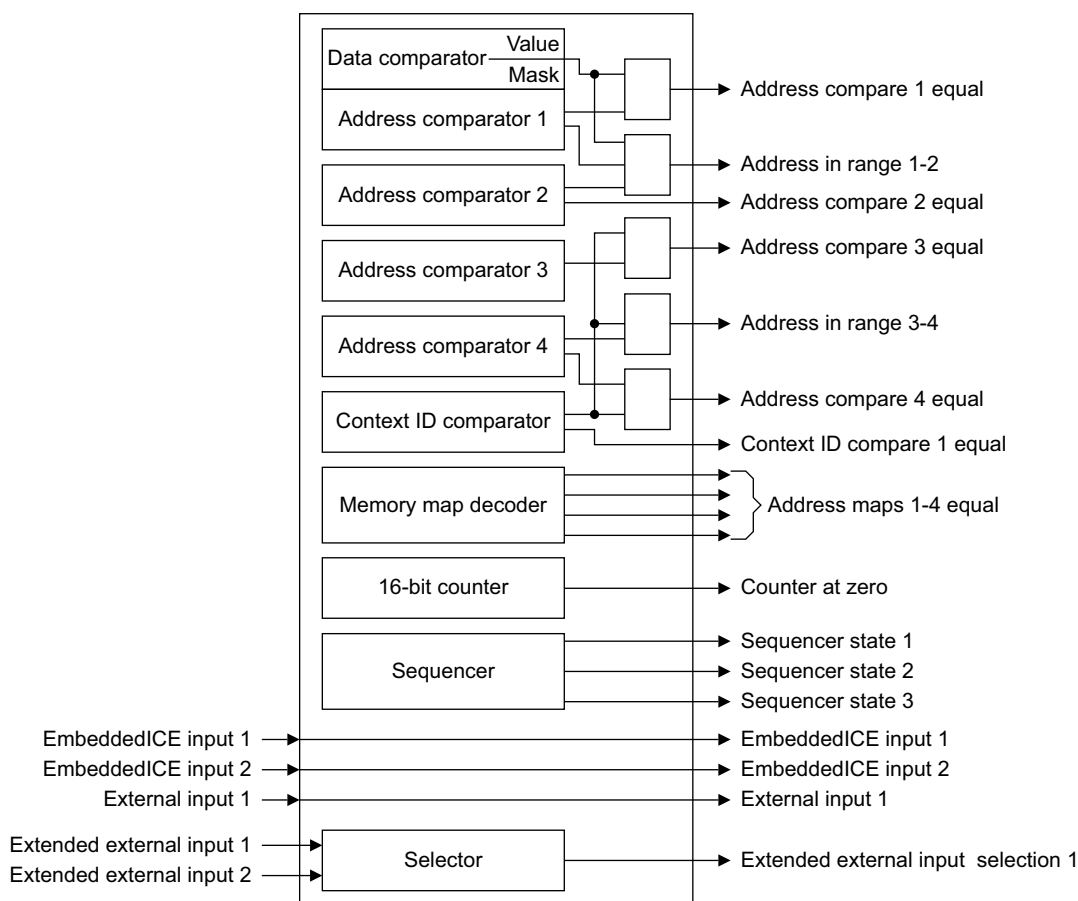 Data comparator
Value
Mask
Address comparator 1
Address comparator 2
Address comparator 3
Address comparator 4
Context ID comparator
Memory map decoder
16-bit counter
Sequencer
Address compare 1 equal
Address in range 1-2
Address compare 2 equal
Address compare 3 equal
Address in range 3-4
Address compare 4 equal
Context ID compare 1 equal
Address maps 1-4 equal
Counter at zero
Sequencer state 1
Sequencer state 2
Sequencer state 3
EmbeddedICE input 1
EmbeddedICE input 1
EmbeddedICE input 2
EmbeddedICE input 2
External input 1
External input 1
Extended external input 1
Extended external input 2
Selector
Extended external input selection 1